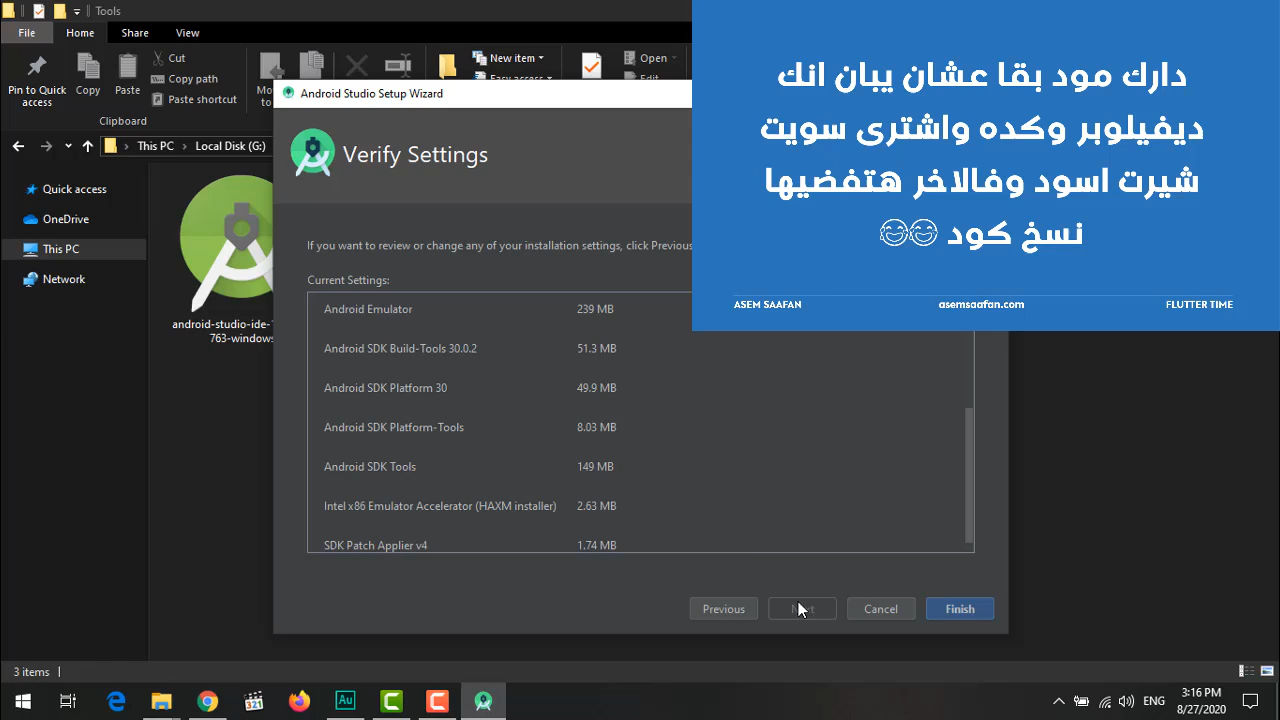 Tools
File Home Share View
Pin to Quick access
Copy
Paste
Cut
Copy path
Paste shortcut
Clipboard
New item
Open
This PC
Local Disk (G:)
Quick access
OneDrive
This PC
Network
763-windows
Android Studio Setup Wizard
Verify Settings
If you want to review or change any of your installation settings, click Previous
Current Settings:
Android Emulator 239 MB
Android SDK Build-Tools 30.0.2 51.3 MB
Android SDK Platform 30 49.9 MB
Android SDK Platform-Tools 8.03 MB
Android SDK Tools 149 MB
Intel x86 Emulator Accelerator (HAXM installer) 2.63 MB
SDK Patch Applier v4 1.74 MB
Previous Cancel Finish
دارك مود بقا عشان يبان انك
ديفيلوبر وكده واشترى سويت
شيرت اسود وفالاخر هتفضيها
نسخ كود 😂😂
ASEM SAAFAN asemsaafan.com FLUTTER TIME
3 items
ENG
3:16 PM
8/27/2020